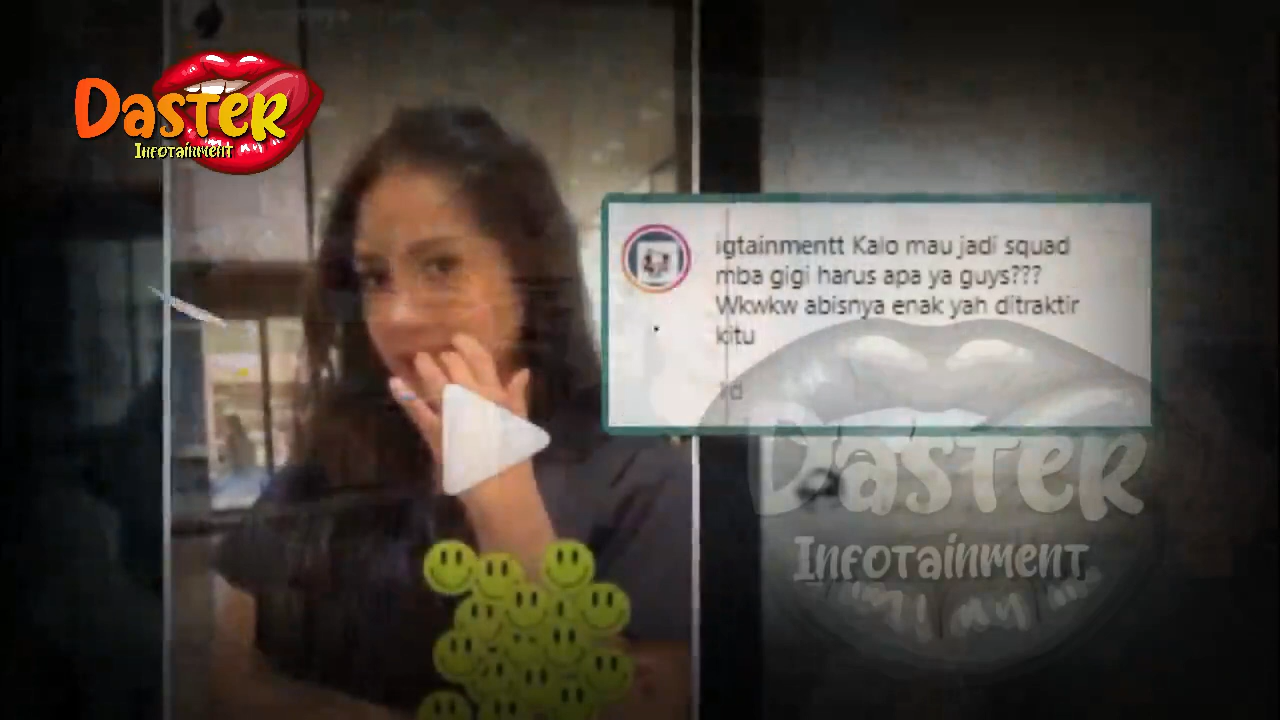 Daster
Infotainment
igtainmentt Kalo mau jadi squad
mba gigi harus apa ya guys???
Wkwkw abisnya enak yah ditraktir
kitu
Daster
Infotainment